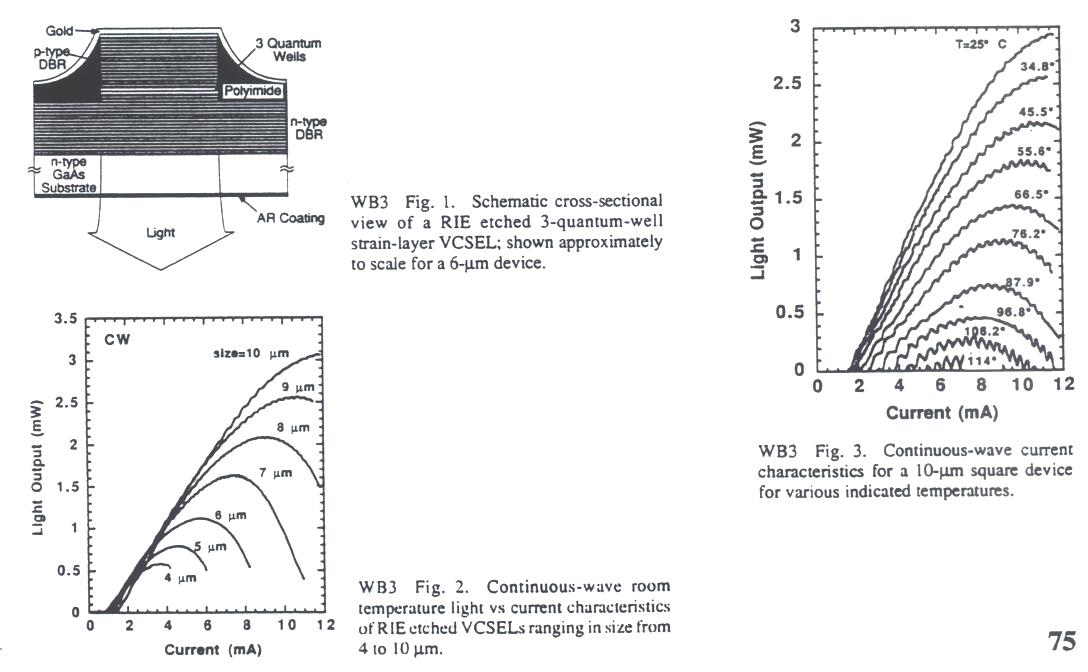 Gold
p-type
DBR
3 Quantum
Wells
Polyimide
n-type
DBR
n-type
GaAs
Substrate
AR Coating
Light
WB3 Fig. 1. Schematic cross-sectional
view of a RIE etched 3-quantum-well
strain-layer VCSEL; shown approximately
to scale for a 6-μm device.
CW
size=10 μm
9 μm
8 μm
7 μm
6 μm
5 μm
4 μm
Light Output (mW)
3.5
3
2.5
2
1.5
1
0.5
0
0 2 4 6 8 10 12
Current (mA)
WB3 Fig. 2. Continuous-wave room
temperature light vs current characteristics
of RIE etched VCSELs ranging in size from
4 to 10 μm.
T=25° C
34.8°
45.5°
55.6°
66.5°
76.2°
87.9°
96.8°
106.2°
114°
Light Output (mW)
3
2.5
2
1.5
1
0.5
0
0 2 4 6 8 10 12
Current (mA)
WB3 Fig. 3. Continuous-wave current
characteristics for a 10-μm square device
for various indicated temperatures.
75